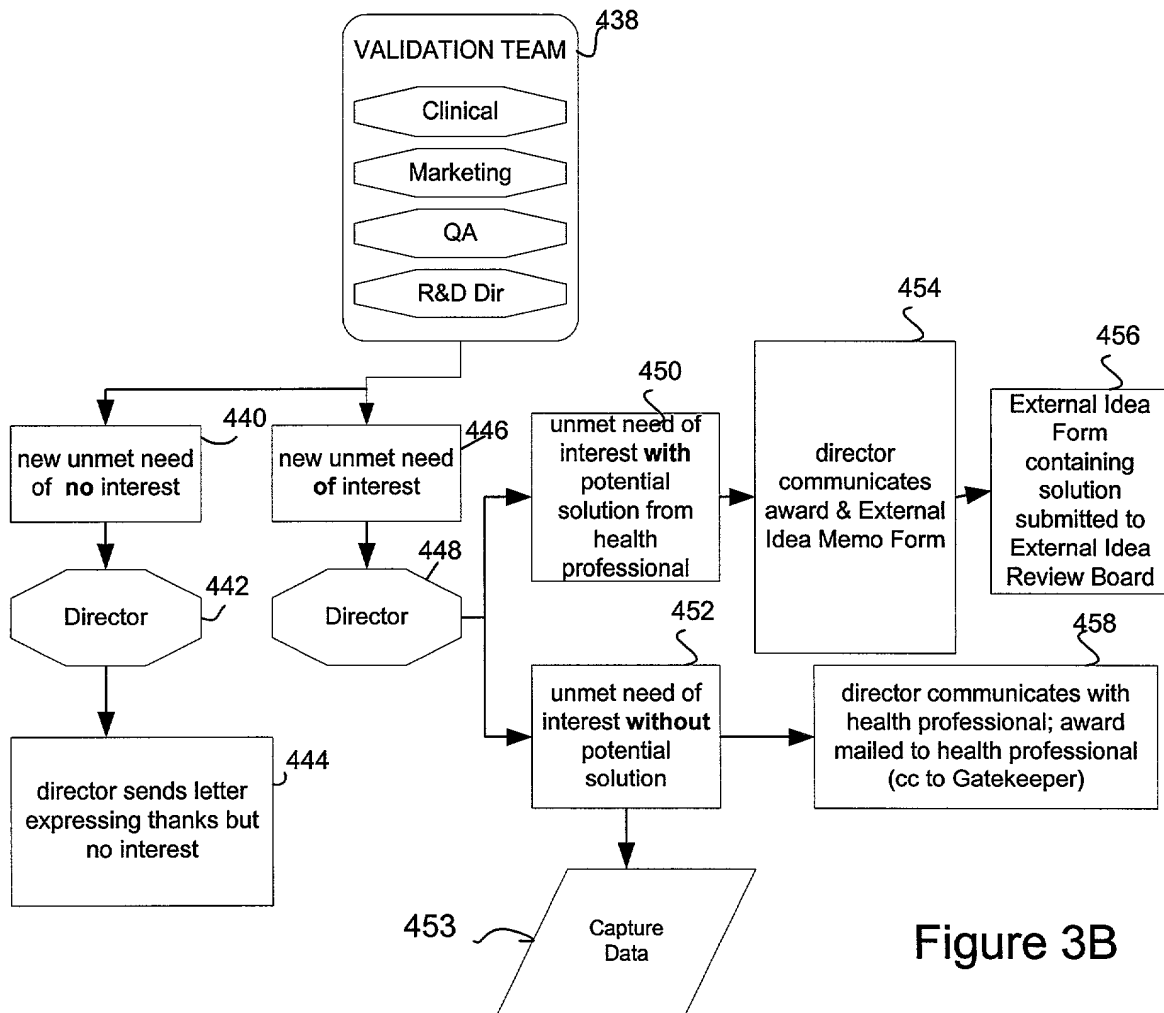 438
VALIDATION TEAM
Clinical
Marketing
QA
R&D Dir
440
new unmet need
of no interest
442
Director
444
director sends letter
expressing thanks but
no interest
446
new unmet need
of interest
448
Director
450
unmet need of
interest with
potential
solution from
health
professional
454
director
communicates
award & External
Idea Memo Form
456
External Idea
Form
containing
solution
submitted to
External Idea
Review Board
452
unmet need of
interest without
potential
solution
458
director communicates with
health professional; award
mailed to health professional
(cc to Gatekeeper)
453
Capture
Data
Figure 3B